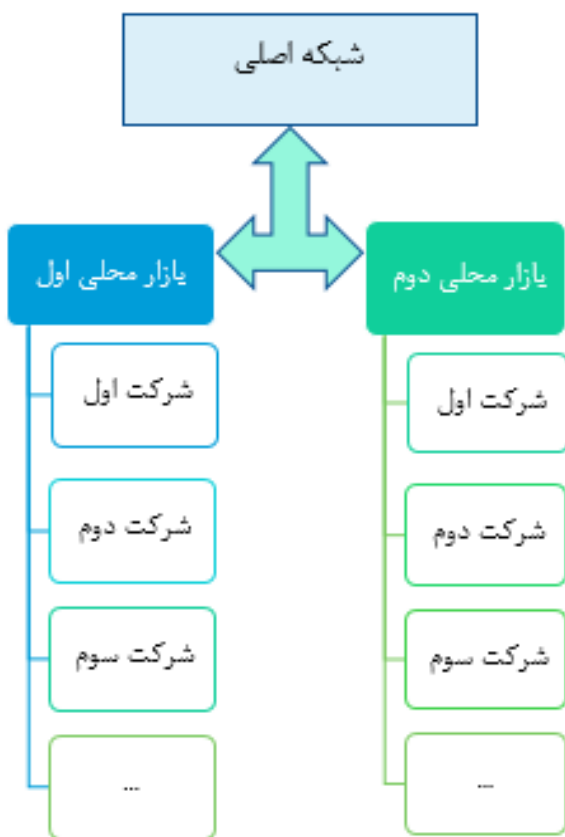 شبکه اصلی
بازار محلی اول
شرکت اول
شرکت دوم
شرکت سوم
...
بازار محلی دوم
شرکت اول
شرکت دوم
شرکت سوم
...